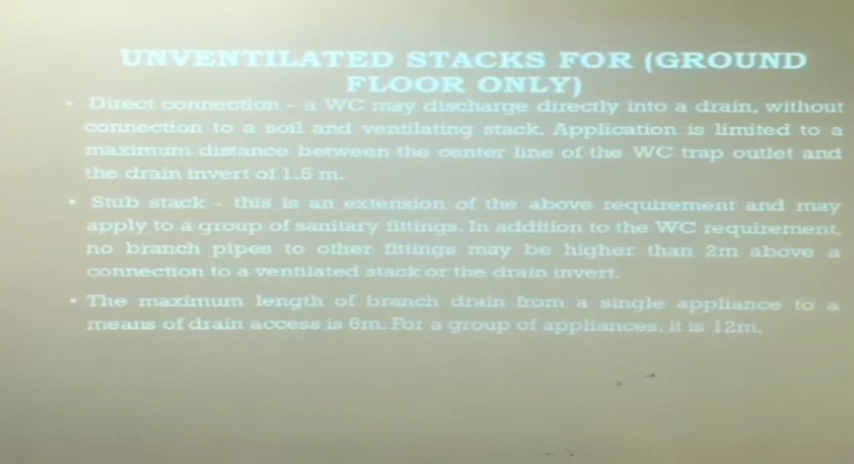 UNVENTILATED STACKS FOR (GROUND
FLOOR ONLY)
• Direct connection – a WC may discharge directly into a drain, without
connection to a soil and ventilating stack. Application is limited to a
maximum distance between the center line of the WC trap outlet and
the drain invert of 1.5 m.
• Stub stack - this is an extension of the above requirement and may
apply to a group of sanitary fittings. In addition to the WC requirement,
no branch pipes to other fittings may be higher than 2m above a
connection to a ventilated stack or the drain invert.
• The maximum length of branch drain from a single appliance to a
means of drain access is 6m. For a group of appliances, it is 12m.